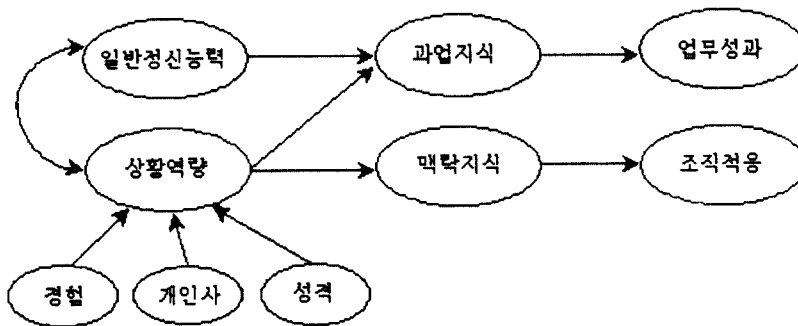 일반정신능력
과업지식
업무성과
상황역량
맥락지식
조직적응
경험
개인사
성격